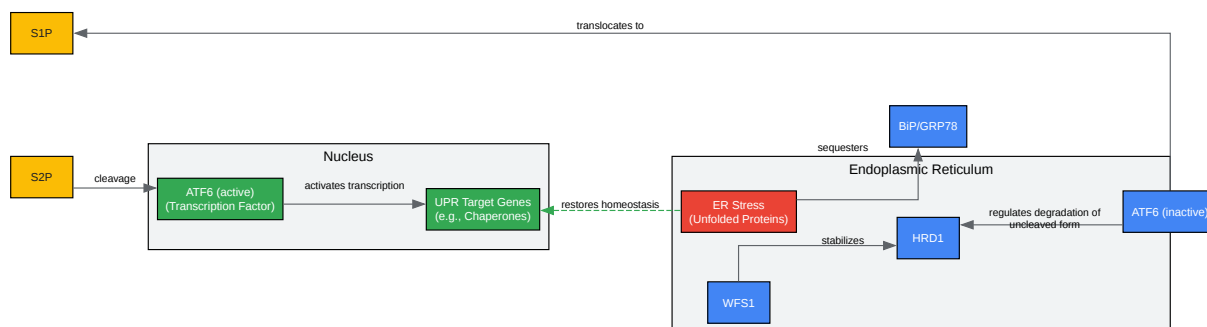 translocates to
S1P
BiP/GRP78
sequesters
Nucleus
Endoplasmic Reticulum
S2P
cleavage
ATF6 (active)
(Transcription Factor)
activates transcription
UPR Target Genes
(e.g., Chaperones)
restores homeostasis
ER Stress
(Unfolded Proteins)
regulates degradation of
uncleaved form
ATF6 (inactive)
stabilizes
HRD1
WFS1